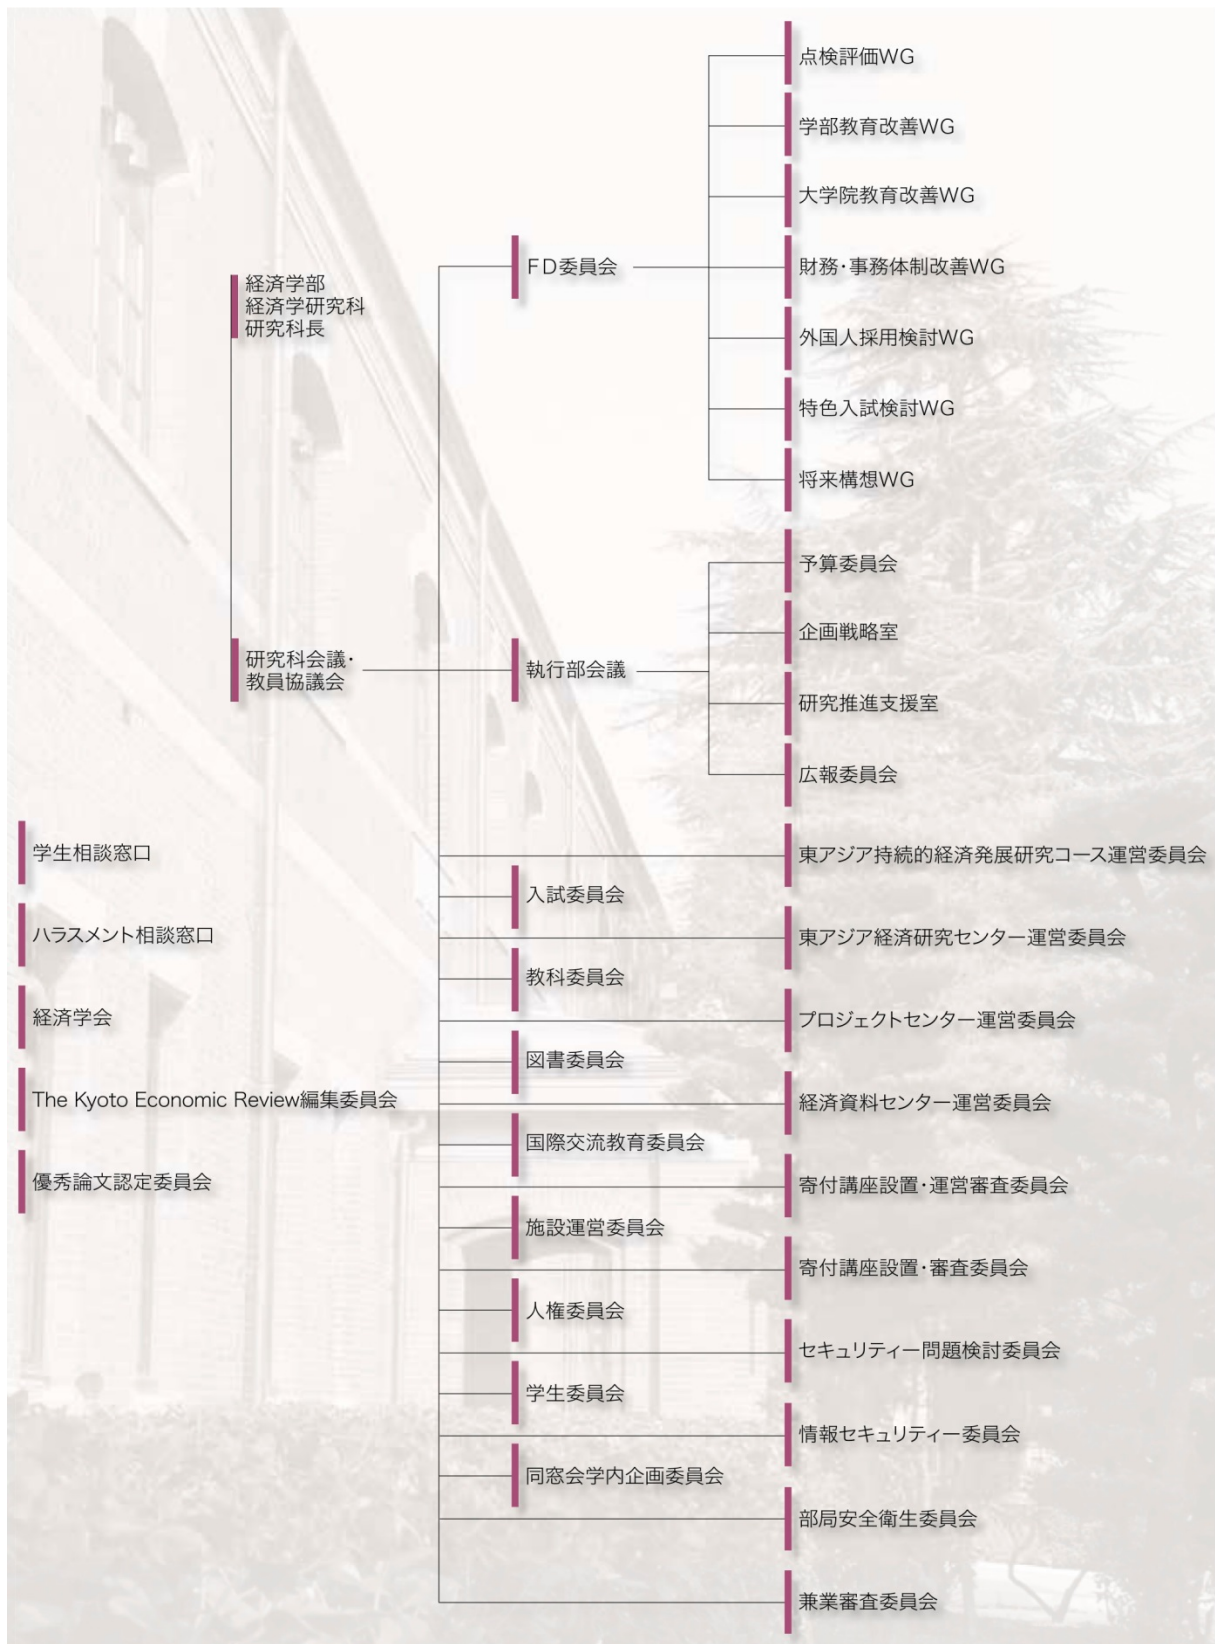 経済学部
経済学研究科
研究科長
研究科会議・
教員協議会
FD委員会
点検評価WG
学部教育改善WG
大学院教育改善WG
財務・事務体制改善WG
外国人採用検討WG
特色入試検討WG
将来構想WG
執行部会議
予算委員会
企画戦略室
研究推進支援室
広報委員会
東アジア持続的経済発展研究コース運営委員会
入試委員会
東アジア経済研究センター運営委員会
教科委員会
プロジェクトセンター運営委員会
図書委員会
経済資料センター運営委員会
国際交流教育委員会
寄付講座設置・運営審査委員会
施設運営委員会
寄付講座設置・審査委員会
人権委員会
セキュリティー問題検討委員会
学生委員会
情報セキュリティー委員会
同窓会学内企画委員会
部局安全衛生委員会
兼業審査委員会
学生相談窓口
ハラスメント相談窓口
経済学会
The Kyoto Economic Review編集委員会
優秀論文認定委員会